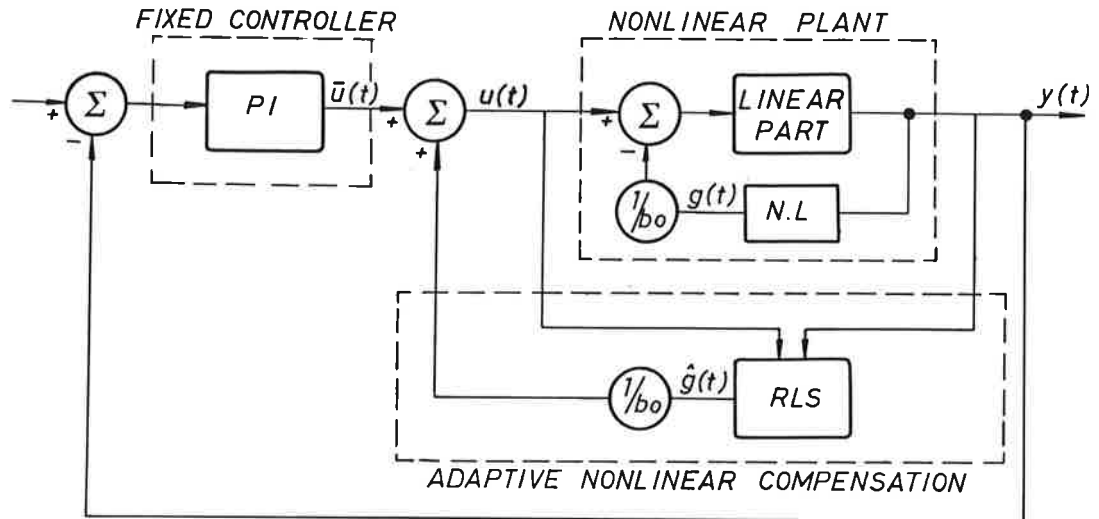 FIXED CONTROLLER
NONLINEAR PLANT
Σ
+
-
PI
ū(t)
Σ
+
+
u(t)
Σ
+
-
LINEAR
PART
y(t)
1/bo
g(t)
N.L
1/bo
ĝ(t)
RLS
ADAPTIVE NONLINEAR COMPENSATION